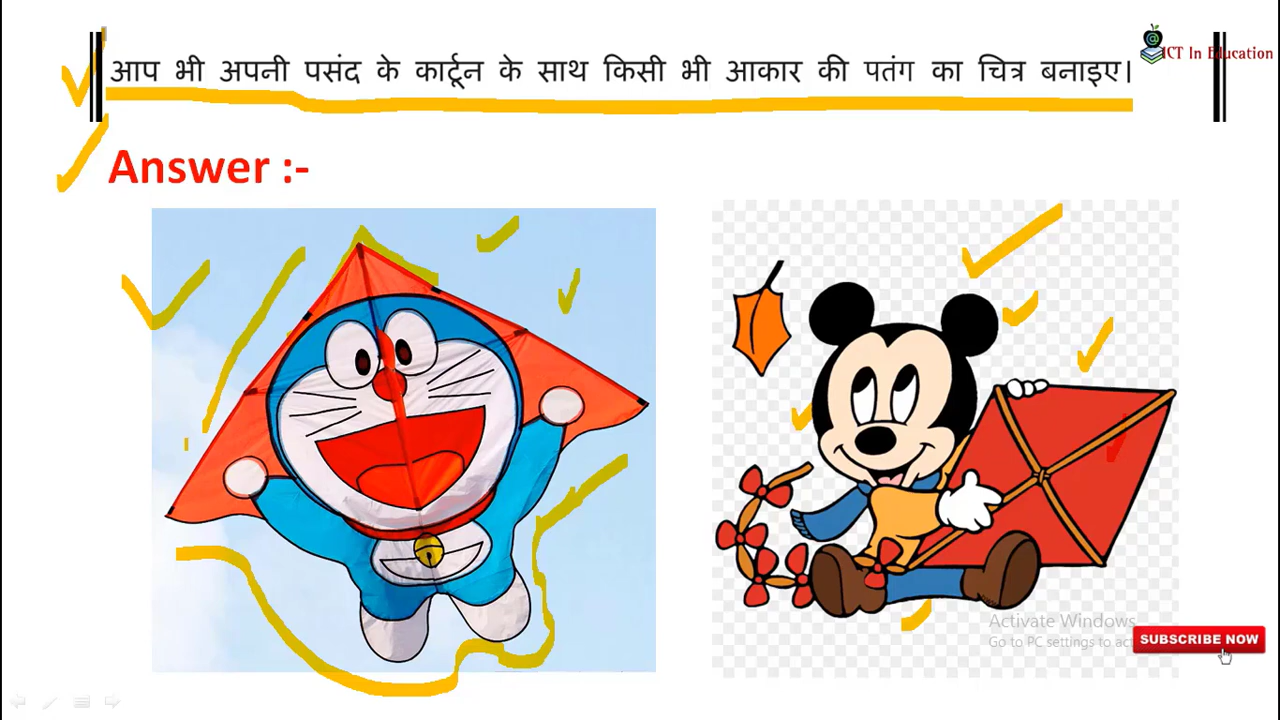 आप भी अपनी पसंद के कार्टून के साथ किसी भी आकार की पतंग का चित्र बनाइए।
ICT In Education
Answer :-
Activate Windows
Go to PC settings to act
SUBSCRIBE NOW